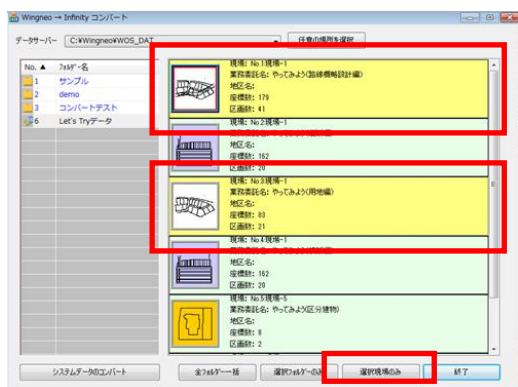 Wingneo → Infinity コンバート
データサーバー C:¥Wingneo¥WOS_DAT 任意の場所を選択
No. ▲ ﾌｫﾙﾀﾞｰ名
1 サンプル
2 demo
3 コンバートテスト
6 Let's Tryデータ
現場: No.1現場-1
業務委託名: やってみよう(路線概略設計編)
地区名:
座標数: 179
区画数: 41
現場: No.2現場-1
地区名:
座標数: 162
区画数: 20
現場: No.3現場-1
業務委託名: やってみよう(用地編)
地区名:
座標数: 83
区画数: 21
現場: No.4現場-1
地区名:
座標数: 162
区画数: 20
現場: No.5現場-5
業務委託名: やってみよう(区分建物)
地区名:
座標数: 8
区画数: 2
システムデータのコンバート 全ﾌｫﾙﾀﾞｰ一括 選択ﾌｫﾙﾀﾞｰのみ 選択現場のみ 終了